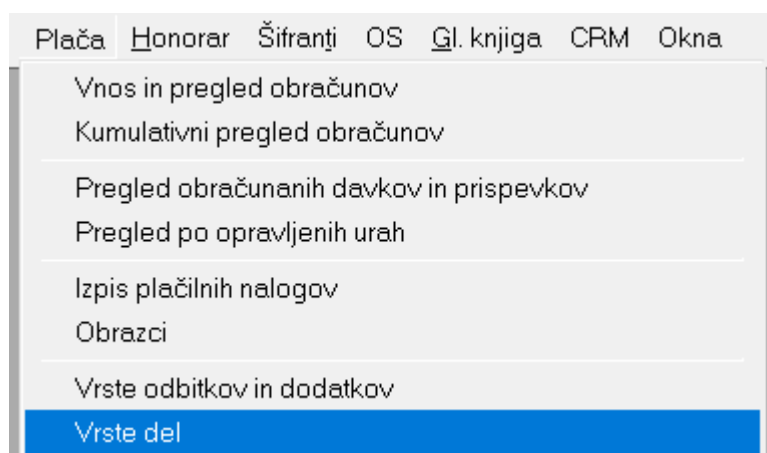 Plača Honorar Šifranti OS Gl. knjiga CRM Okna
Vnos in pregled obračunov
Kumulativni pregled obračunov
Pregled obračunanih davkov in prispevkov
Pregled po opravljenih urah
Izpis plačilnih nalogov
Obrazci
Vrste odbitkov in dodatkov
Vrste del